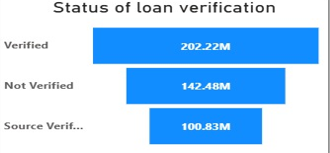 Status of loan verification
Verified
202.22M
Not Verified
142.48M
Source Verif...
100.83M